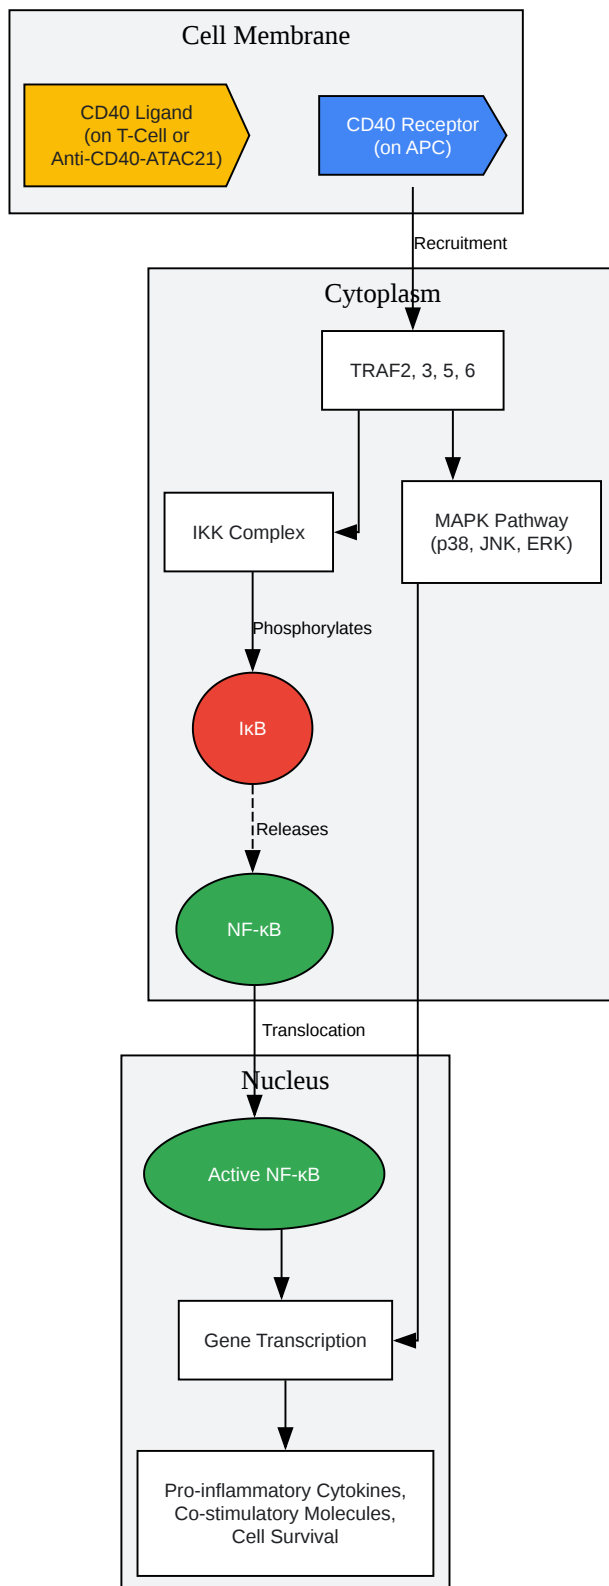 Cell Membrane
CD40 Ligand
(on T-Cell or
Anti-CD40-ATAC21)
CD40 Receptor
(on APC)
Recruitment
Cytoplasm
TRAF2, 3, 5, 6
IKK Complex
MAPK Pathway
(p38, JNK, ERK)
Phosphorylates
IκB
Releases
NF-κB
Translocation
Nucleus
Active NF-κB
Gene Transcription
Pro-inflammatory Cytokines,
Co-stimulatory Molecules,
Cell Survival